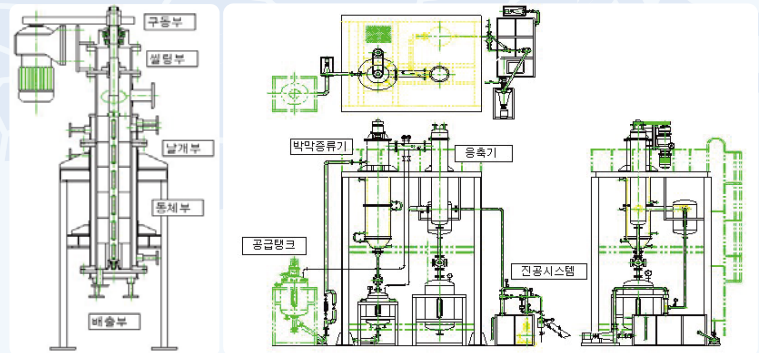 구동부
씰링부
날개부
동체부
배출부
박막증류기
응축기
공급탱크
진공시스템